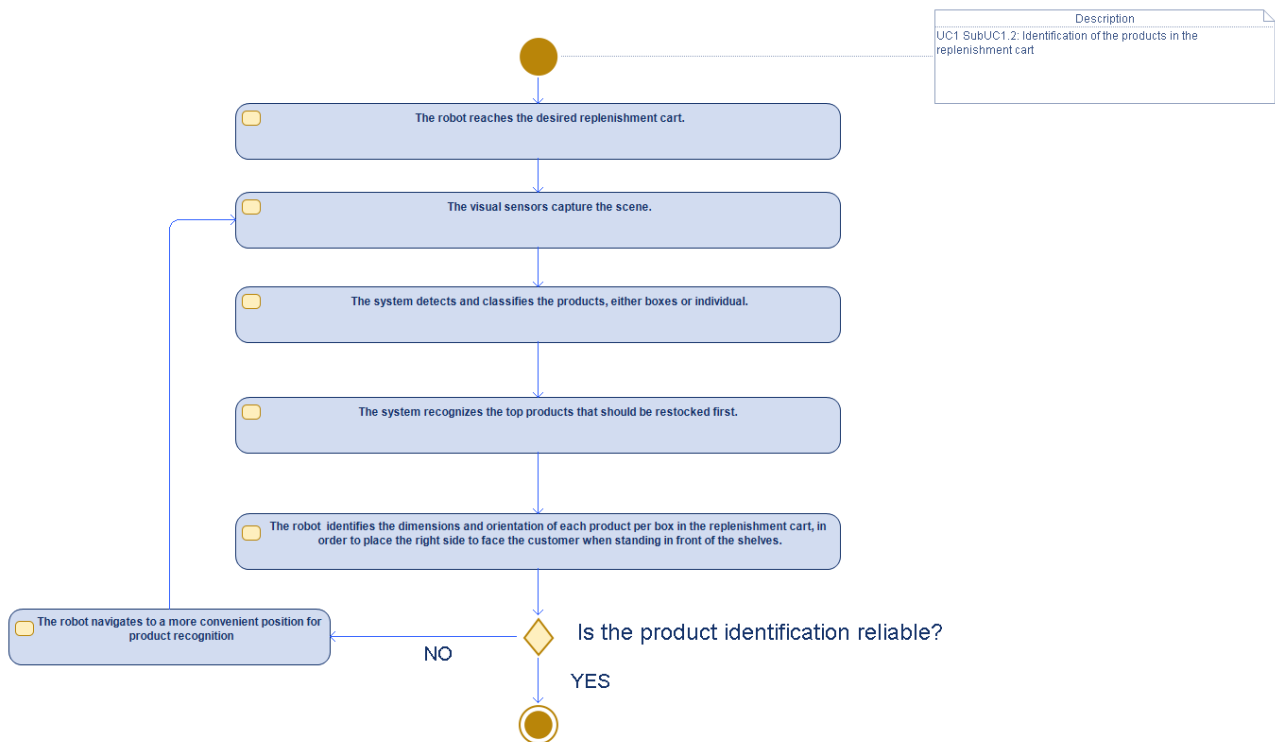 Description
UC1 SubUC1.2: Identification of the products in the
replenishment cart
The robot reaches the desired replenishment cart.
The visual sensors capture the scene.
The system detects and classifies the products, either boxes or individual.
The system recognizes the top products that should be restocked first.
The robot  identifies the dimensions and orientation of each product per box in the replenishment cart, in
order to place the right side to face the customer when standing in front of the shelves.
The robot navigates to a more convenient position for
product recognition
Is the product identification reliable?
NO
YES